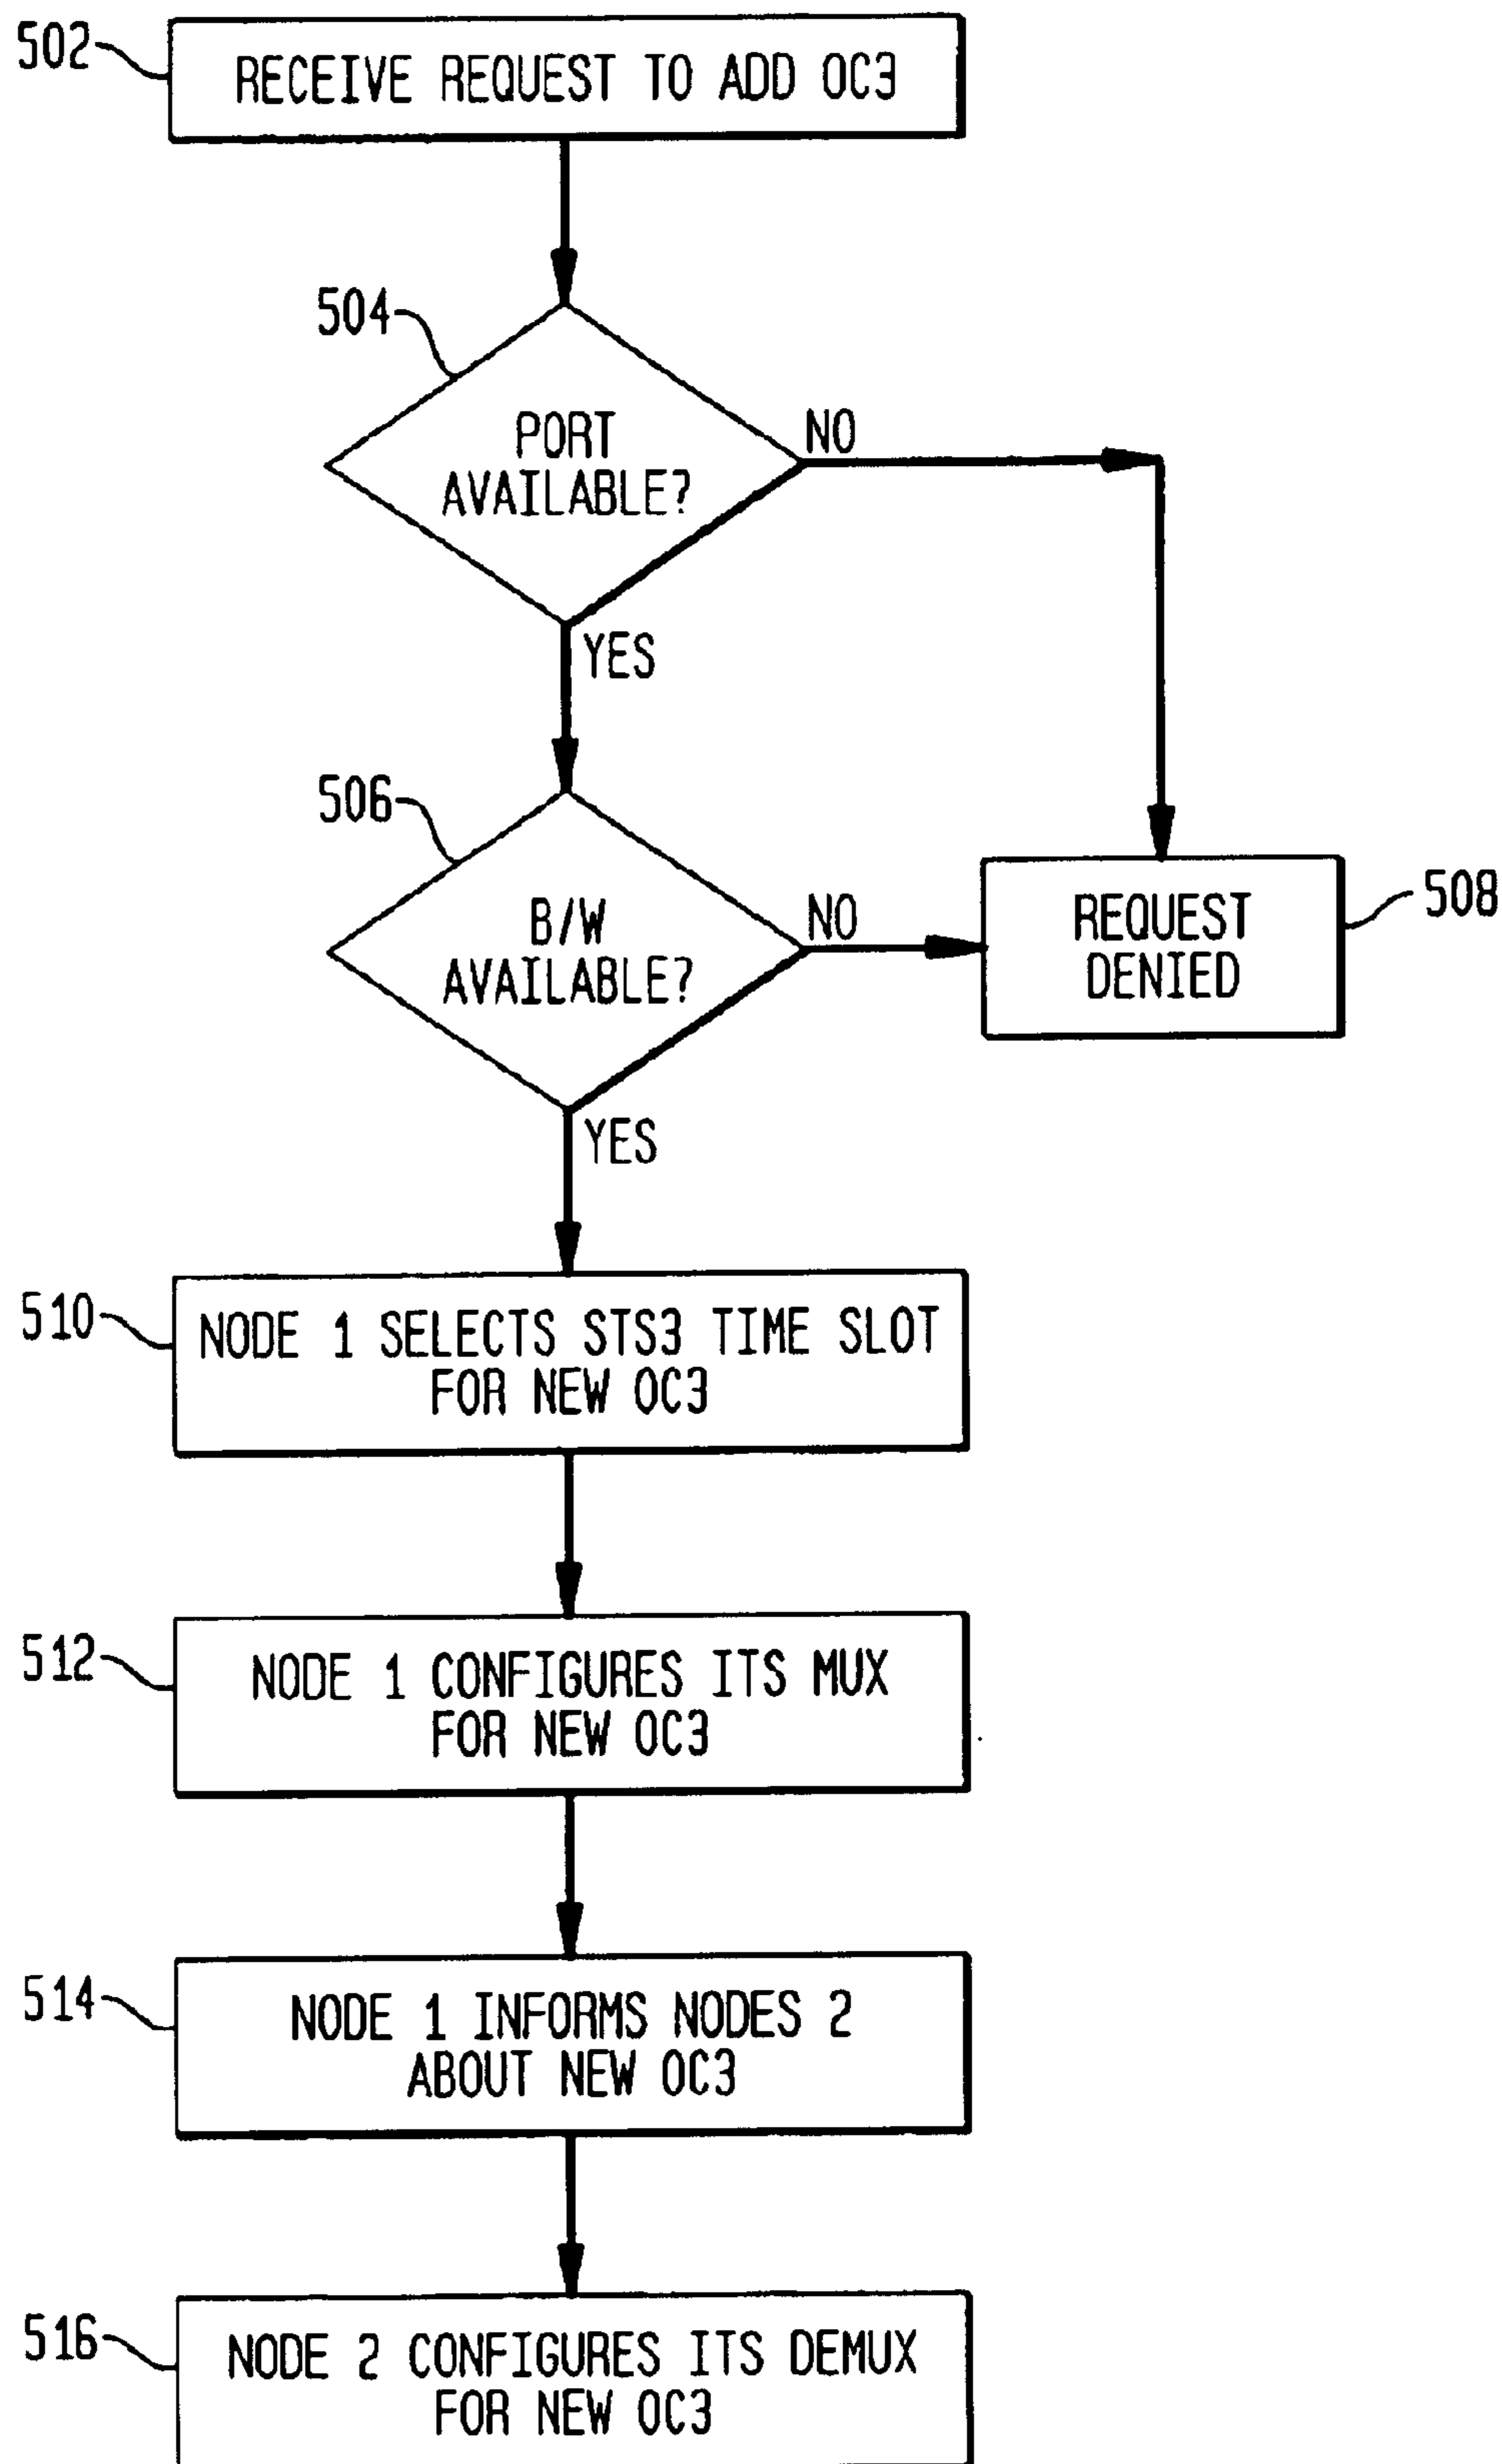 502
RECEIVE REQUEST TO ADD OC3
504
PORT
AVAILABLE?
NO
YES
506
B/W
AVAILABLE?
NO
REQUEST
DENIED
508
YES
510
NODE 1 SELECTS STS3 TIME SLOT
FOR NEW OC3
512
NODE 1 CONFIGURES ITS MUX
FOR NEW OC3
514
NODE 1 INFORMS NODES 2
ABOUT NEW OC3
516
NODE 2 CONFIGURES ITS DEMUX
FOR NEW OC3